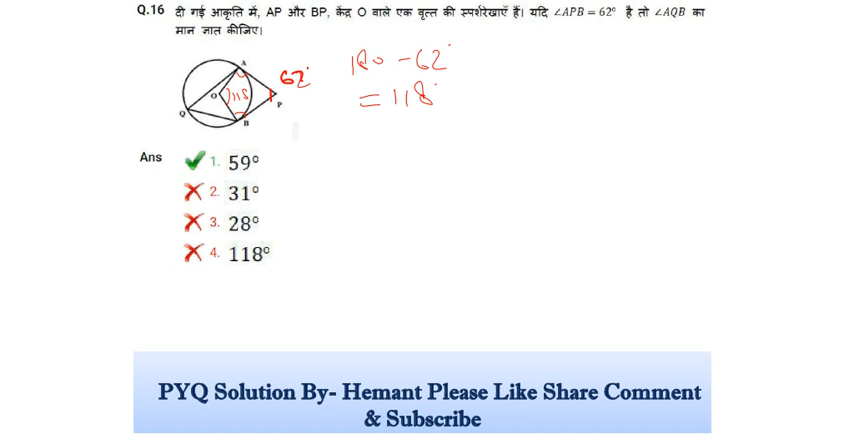 Q.16 दी गई आकृति में, AP और BP, केंद्र O वाले एक वृत्त की स्पर्शरेखाएँ हैं। यदि ∠APB = 62° है तो ∠AQB का
मान ज्ञात कीजिए।
A
62°
180 - 62°
O
118
P
= 118°
Q
B
Ans
1. 59°
2. 31°
3. 28°
4. 118°
PYQ Solution By- Hemant Please Like Share Comment
& Subscribe